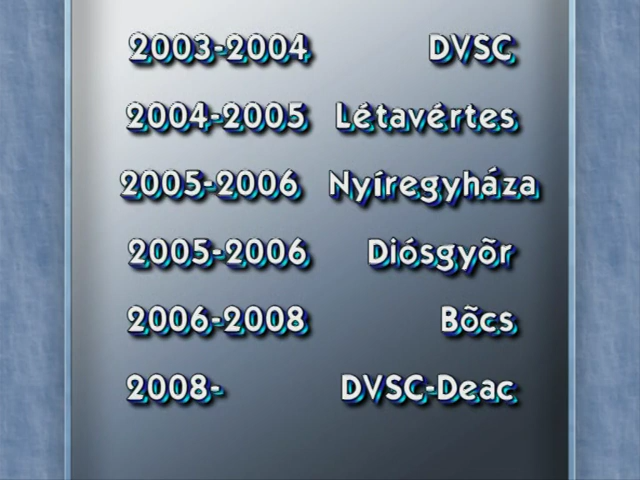 2003-2004 DVSC
2004-2005 Létavértes
2005-2006 Nyíregyháza
2005-2006 Diósgyõr
2006-2008 Bõcs
2008- DVSC-Deac